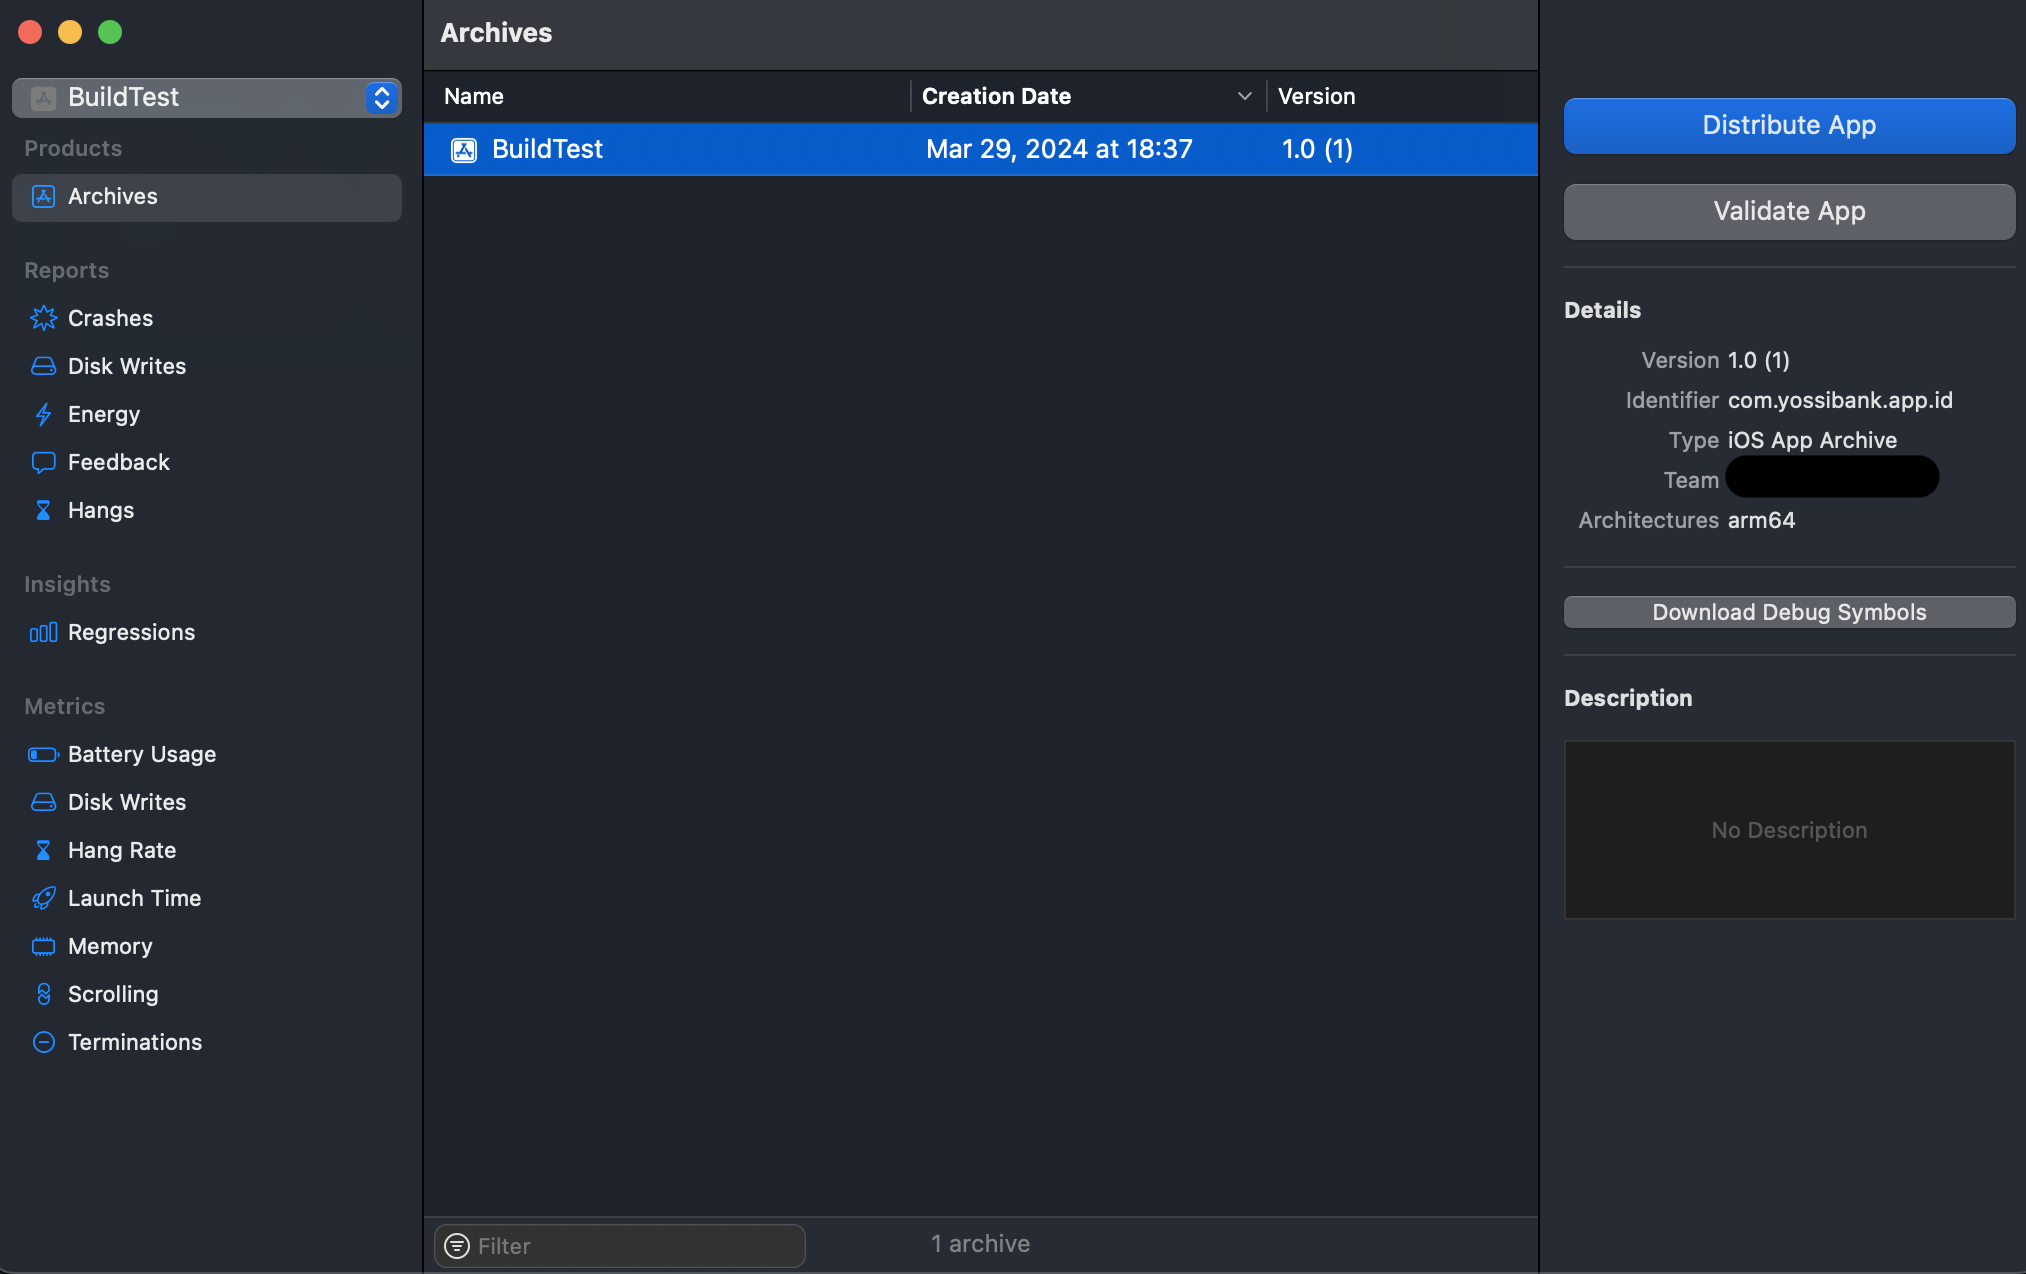 BuildTest
Products
Archives
Reports
Crashes
Disk Writes
Energy
Feedback
Hangs
Insights
Regressions
Metrics
Battery Usage
Disk Writes
Hang Rate
Launch Time
Memory
Scrolling
Terminations
Archives
Name Creation Date Version
BuildTest Mar 29, 2024 at 18:37 1.0 (1)
Filter
1 archive
Distribute App
Validate App
Details
Version 1.0 (1)
Identifier com.yossibank.app.id
Type iOS App Archive
Team
Architectures arm64
Download Debug Symbols
Description
No Description